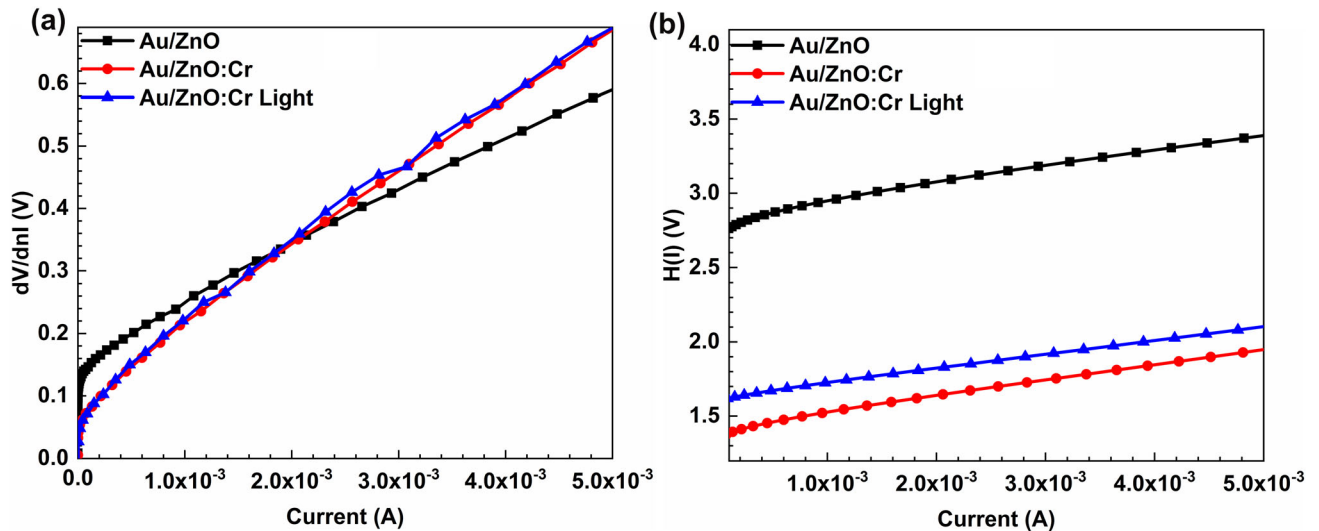 (a)
Au/ZnO
Au/ZnO:Cr
Au/ZnO:Cr Light
dV/dnI (V)
0.6
0.5
0.4
0.3
0.2
0.1
0.0
0.0 1.0x10⁻³ 2.0x10⁻³ 3.0x10⁻³ 4.0x10⁻³ 5.0x10⁻³
Current (A)
(b)
Au/ZnO
Au/ZnO:Cr
Au/ZnO:Cr Light
H(I) (V)
4.0
3.5
3.0
2.5
2.0
1.5
1.0x10⁻³ 2.0x10⁻³ 3.0x10⁻³ 4.0x10⁻³ 5.0x10⁻³
Current (A)